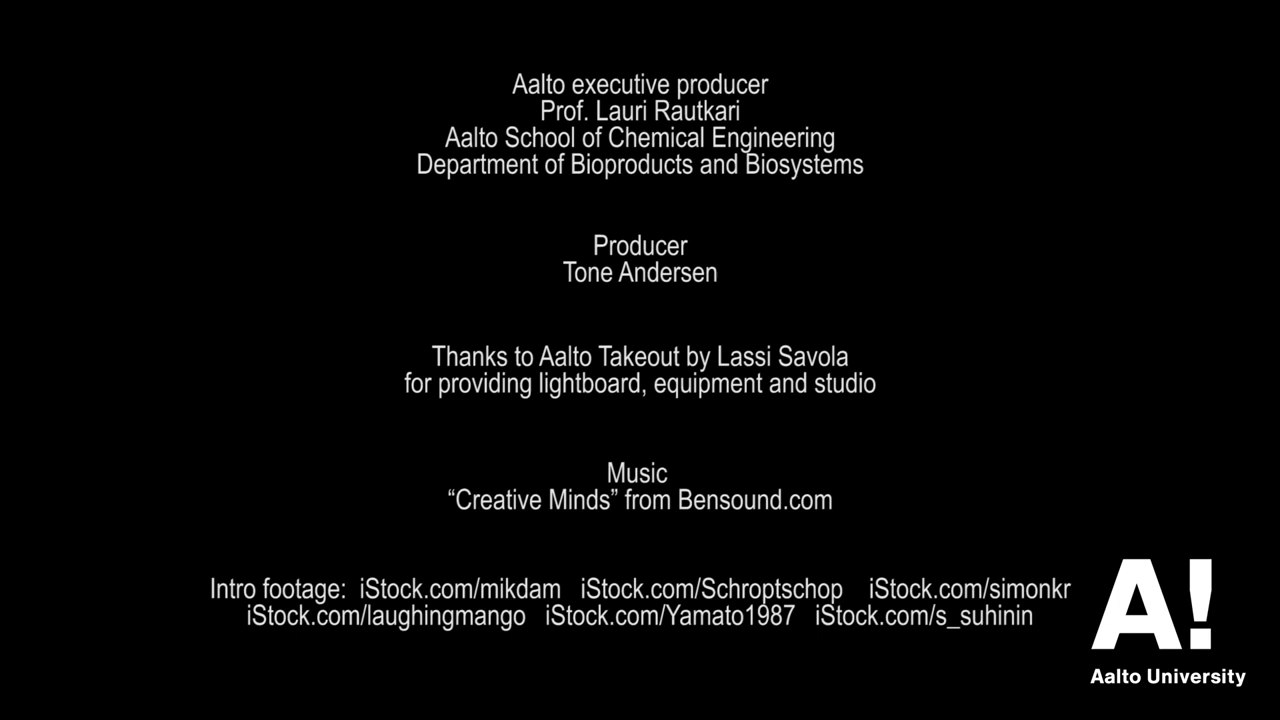 Aalto executive producer
Prof. Lauri Rautkari
Aalto School of Chemical Engineering
Department of Bioproducts and Biosystems
Producer
Tone Andersen
Thanks to Aalto Takeout by Lassi Savola
for providing lightboard, equipment and studio
Music
“Creative Minds” from Bensound.com
Intro footage:  iStock.com/mikdam   iStock.com/Schroptschop    iStock.com/simonkr
iStock.com/laughingmango   iStock.com/Yamato1987   iStock.com/s_suhinin
A!
Aalto University